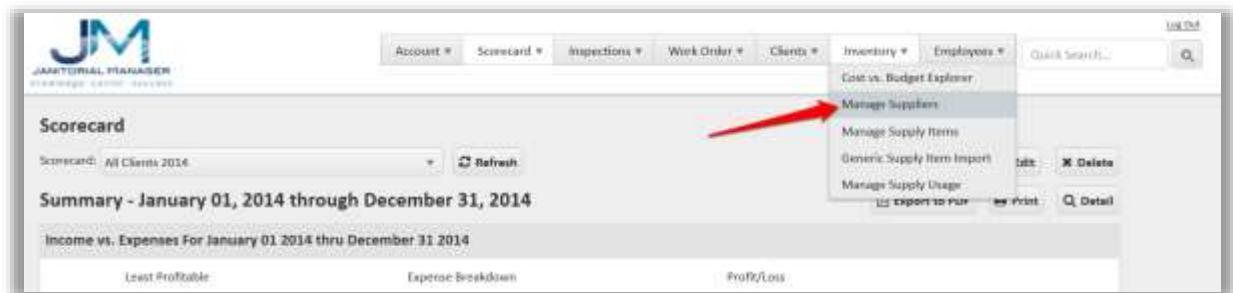 Log Out
JM
JANITORIAL MANAGER
Account Scorecard Inspections Work Order Clients Inventory Employees Quick Search...
Cost vs. Budget Explorer
Manage Suppliers
Manage Supply Items
Generic Supply Item Import
Manage Supply Usage
Scorecard
Scorecard: All Clients 2014 Refresh Edit Delete
Summary - January 01, 2014 through December 31, 2014 Export to PDF Print Detail
Income vs. Expenses For January 01 2014 thru December 31 2014
Least Profitable Expense Breakdown Profit/Loss